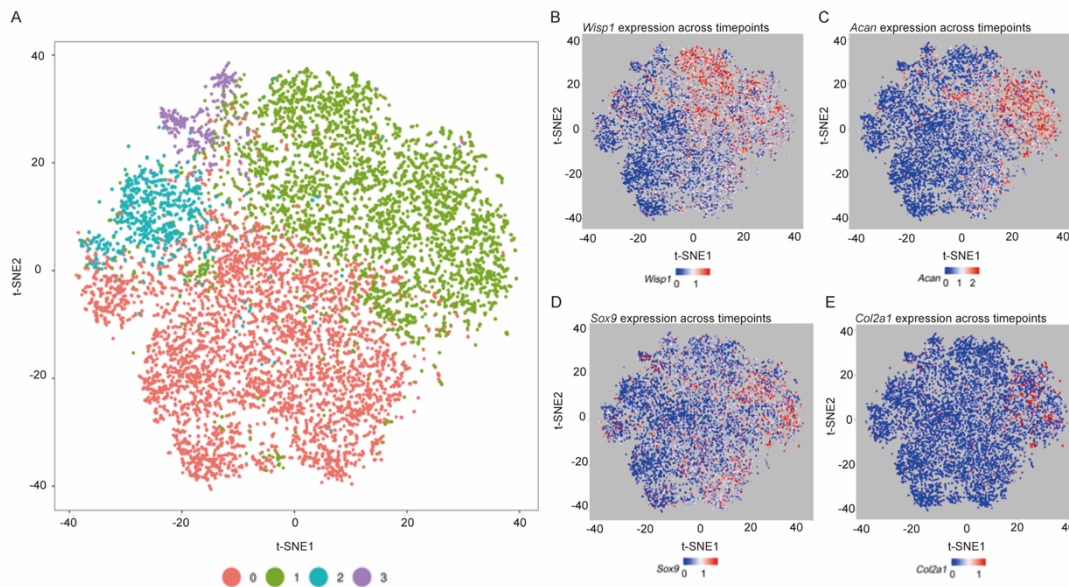 A
40
20
0
-20
-40
t-SNE2
-40
-20
0
20
40
t-SNE1
0
1
2
3
B
Wisp1 expression across timepoints
40
20
0
-20
-40
t-SNE2
-40
-20
0
20
40
t-SNE1
Wisp1 0 1
C
Acan expression across timepoints
40
20
0
-20
-40
t-SNE2
-40
-20
0
20
40
t-SNE1
Acan 0 1 2
D
Sox9 expression across timepoints
40
20
0
-20
-40
t-SNE2
-40
-20
0
20
40
t-SNE1
Sox9 0 1
E
Col2a1 expression across timepoints
40
20
0
-20
-40
t-SNE2
-40
-20
0
20
40
t-SNE1
Col2a1 0 1